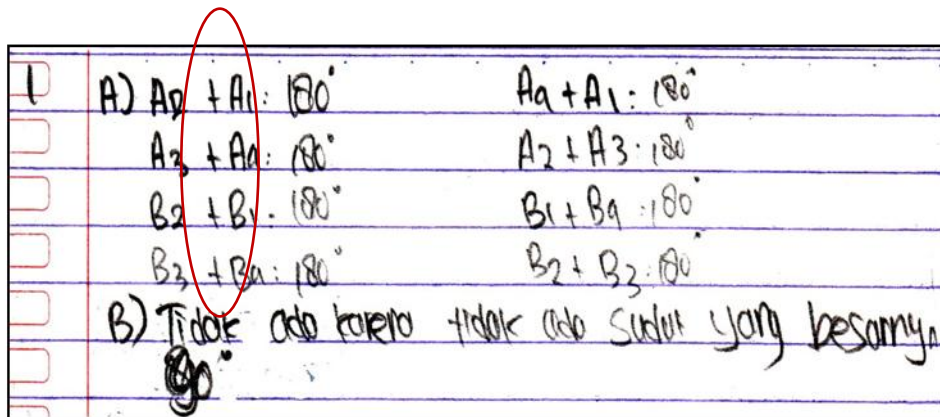 1 A) A2 + A1: 180° A4 + A1: 180°
A3 + A4: 180° A2 + A3: 180°
B2 + B1: 180° B1 + B4: 180°
B3 + B4: 180° B2 + B3: 180°
B) Tidak ada karena tidak ada sudut yang besarnya
90°